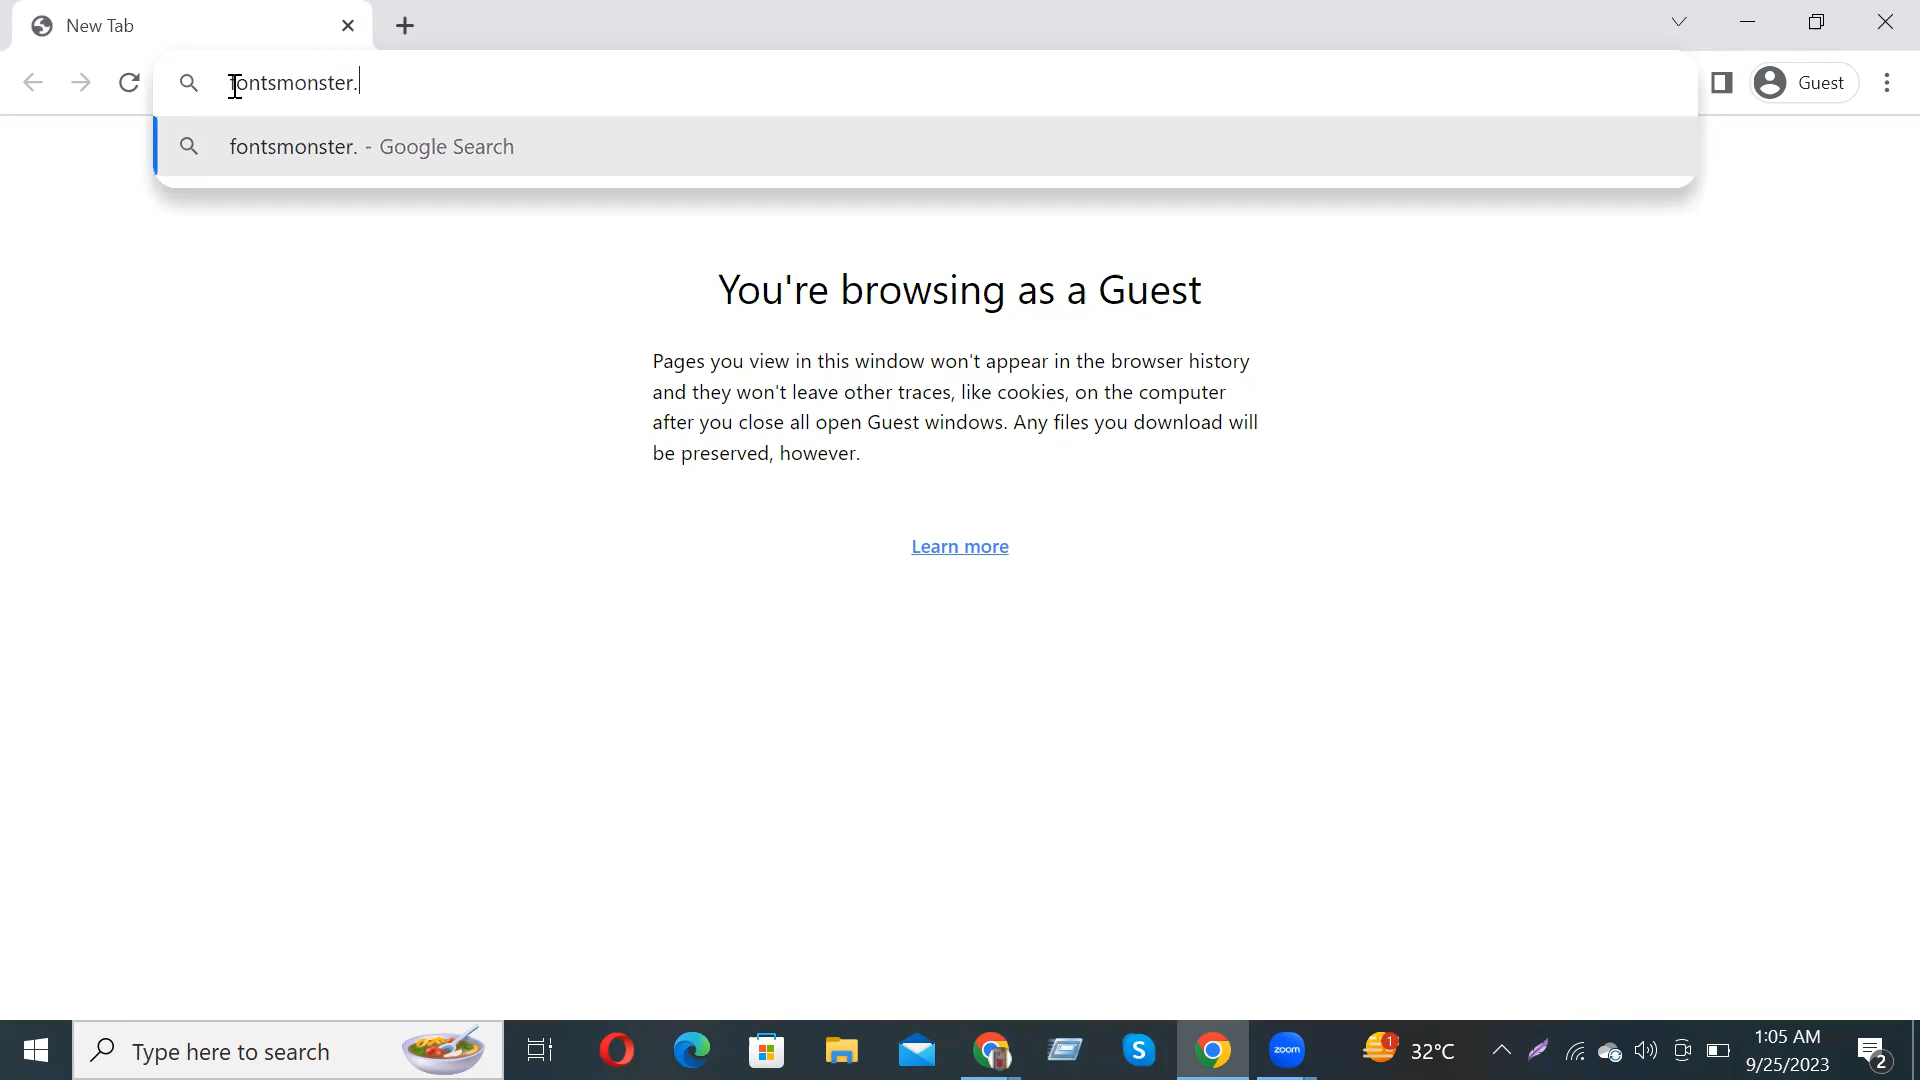 New Tab
fontsmonster.
Guest
fontsmonster. - Google Search
You're browsing as a Guest
Pages you view in this window won't appear in the browser history
and they won't leave other traces, like cookies, on the computer
after you close all open Guest windows. Any files you download will
be preserved, however.
Learn more
Type here to search
S
zoom
1
32°C
1:05 AM
9/25/2023
2